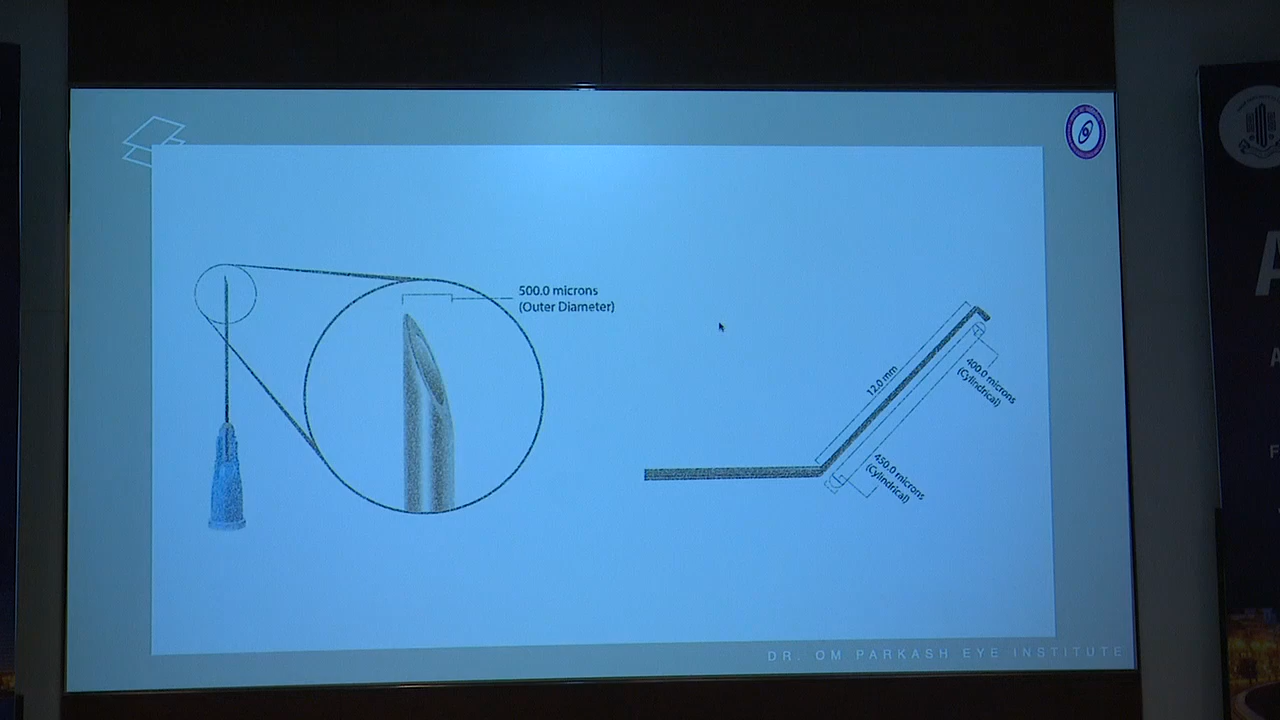 500.0 microns
(Outer Diameter)
12.0 mm
400.0 microns
(Cylindrical)
450.0 microns
(Cylindrical)
DR. OM PARKASH EYE INSTITUTE
A
A
F